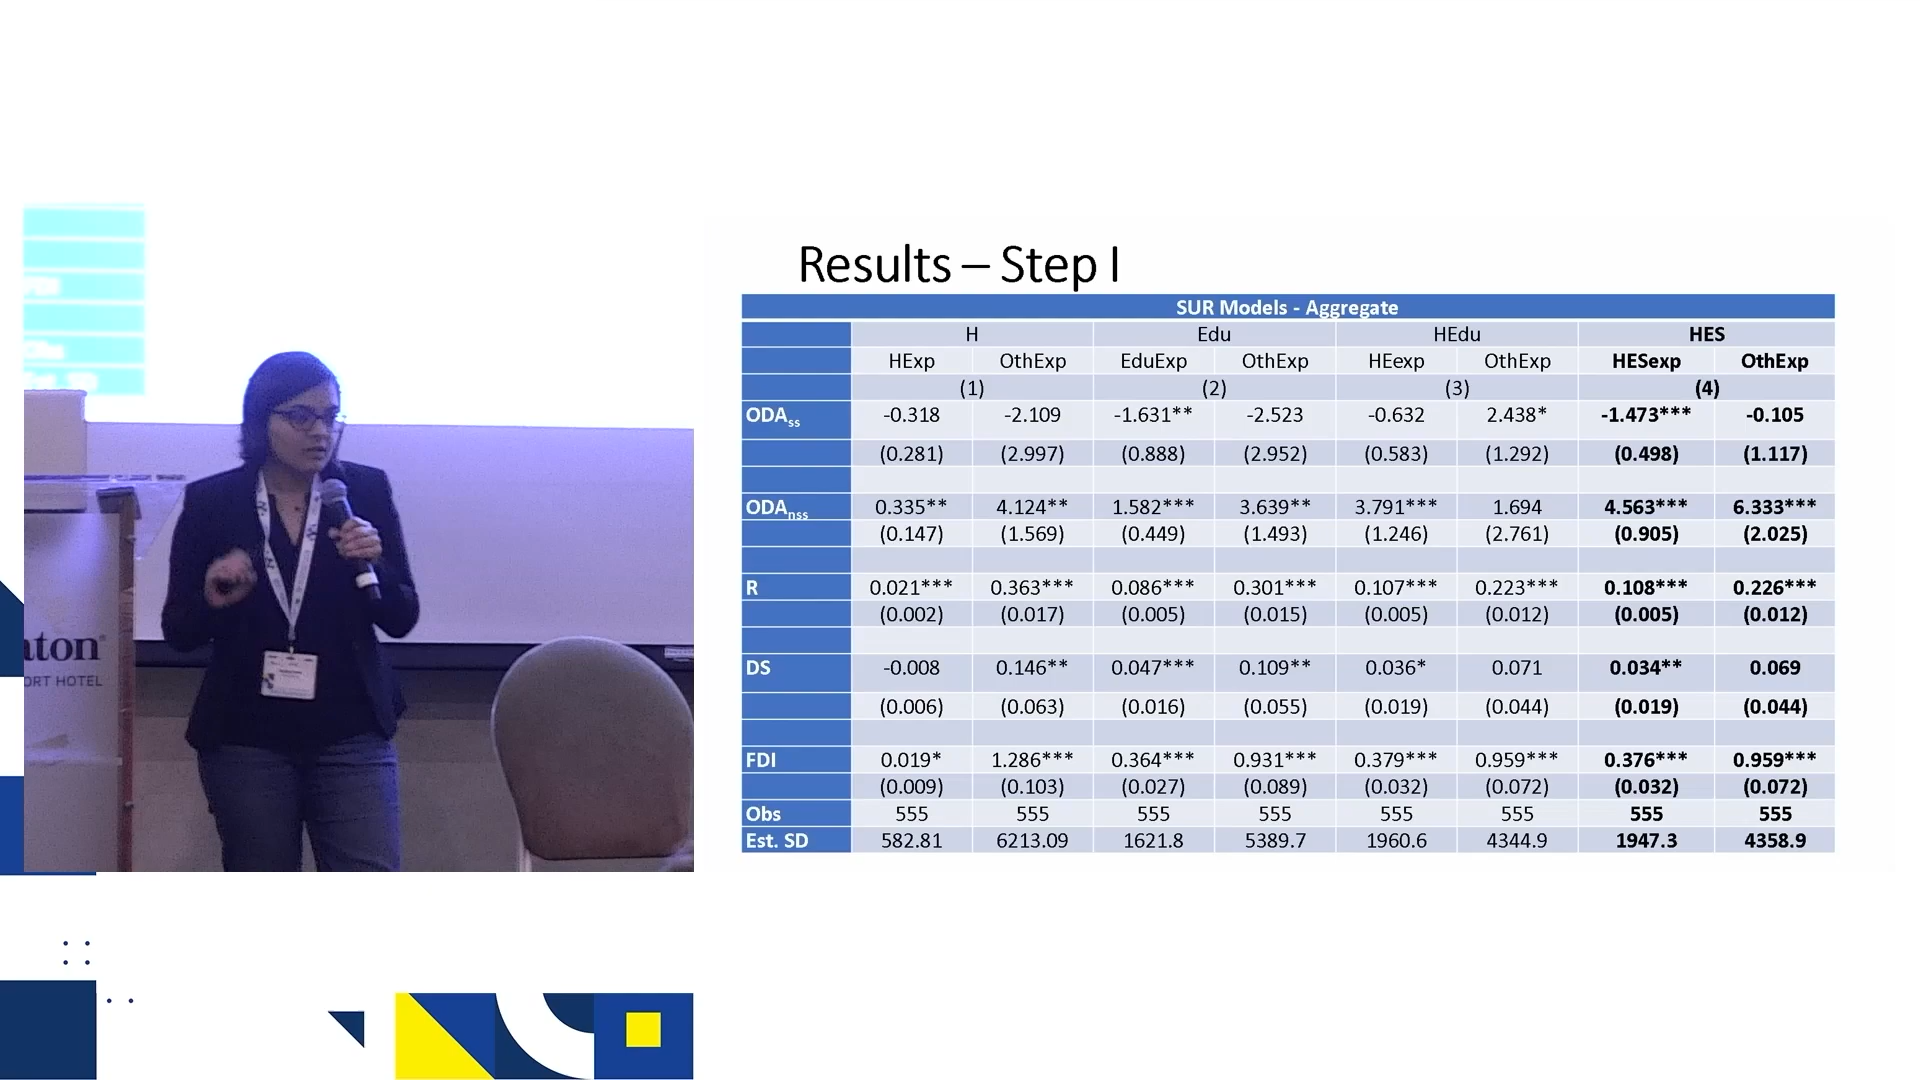 Results – Step I
SUR Models - Aggregate
H Edu HEdu HES
HExp OthExp EduExp OthExp HEexp OthExp HESexp OthExp
(1) (2) (3) (4)
ODAss -0.318 -2.109 -1.631** -2.523 -0.632 2.438* -1.473*** -0.105
(0.281) (2.997) (0.888) (2.952) (0.583) (1.292) (0.498) (1.117)
ODAnss 0.335** 4.124** 1.582*** 3.639** 3.791*** 1.694 4.563*** 6.333***
(0.147) (1.569) (0.449) (1.493) (1.246) (2.761) (0.905) (2.025)
R 0.021*** 0.363*** 0.086*** 0.301*** 0.107*** 0.223*** 0.108*** 0.226***
(0.002) (0.017) (0.005) (0.015) (0.005) (0.012) (0.005) (0.012)
DS -0.008 0.146** 0.047*** 0.109** 0.036* 0.071 0.034** 0.069
(0.006) (0.063) (0.016) (0.055) (0.019) (0.044) (0.019) (0.044)
FDI 0.019* 1.286*** 0.364*** 0.931*** 0.379*** 0.959*** 0.376*** 0.959***
(0.009) (0.103) (0.027) (0.089) (0.032) (0.072) (0.032) (0.072)
Obs 555 555 555 555 555 555 555 555
Est. SD 582.81 6213.09 1621.8 5389.7 1960.6 4344.9 1947.3 4358.9
aton
ORT HOTEL